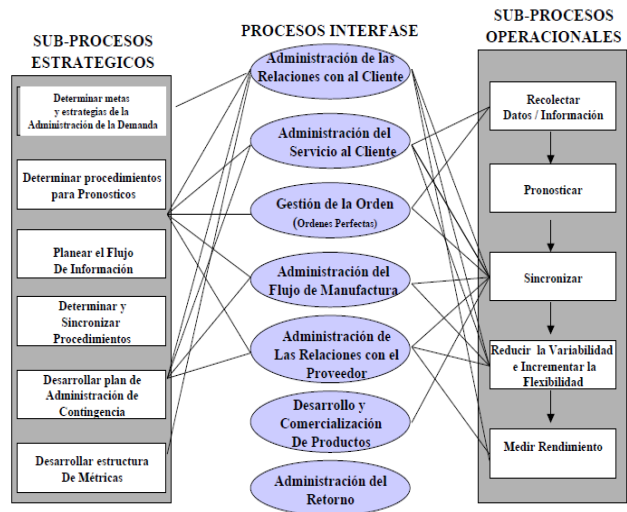 SUB-PROCESOS
ESTRATEGICOS
Determinar metas
y estrategias de la
Administración de la Demanda
Determinar procedimientos
para Pronosticos
Planear el Flujo
De Información
Determinar y
Sincronizar
Procedimientos
Desarrollar plan de
Administración de
Contingencia
Desarrollar estructura
De Métricas
PROCESOS INTERFASE
Administración de las
Relaciones con al Cliente
Administración del
Servicio al Cliente
Gestión de la Orden
(Ordenes Perfectas)
Administración del
Flujo de Manufactura
Administración de
Las Relaciones con el
Proveedor
Desarrollo y
Comercialización
De Productos
Administración del
Retorno
SUB-PROCESOS
OPERACIONALES
Recolectar
Datos / Información
Pronosticar
Sincronizar
Reducir la Variabilidad
e Incrementar la
Flexibilidad
Medir Rendimiento